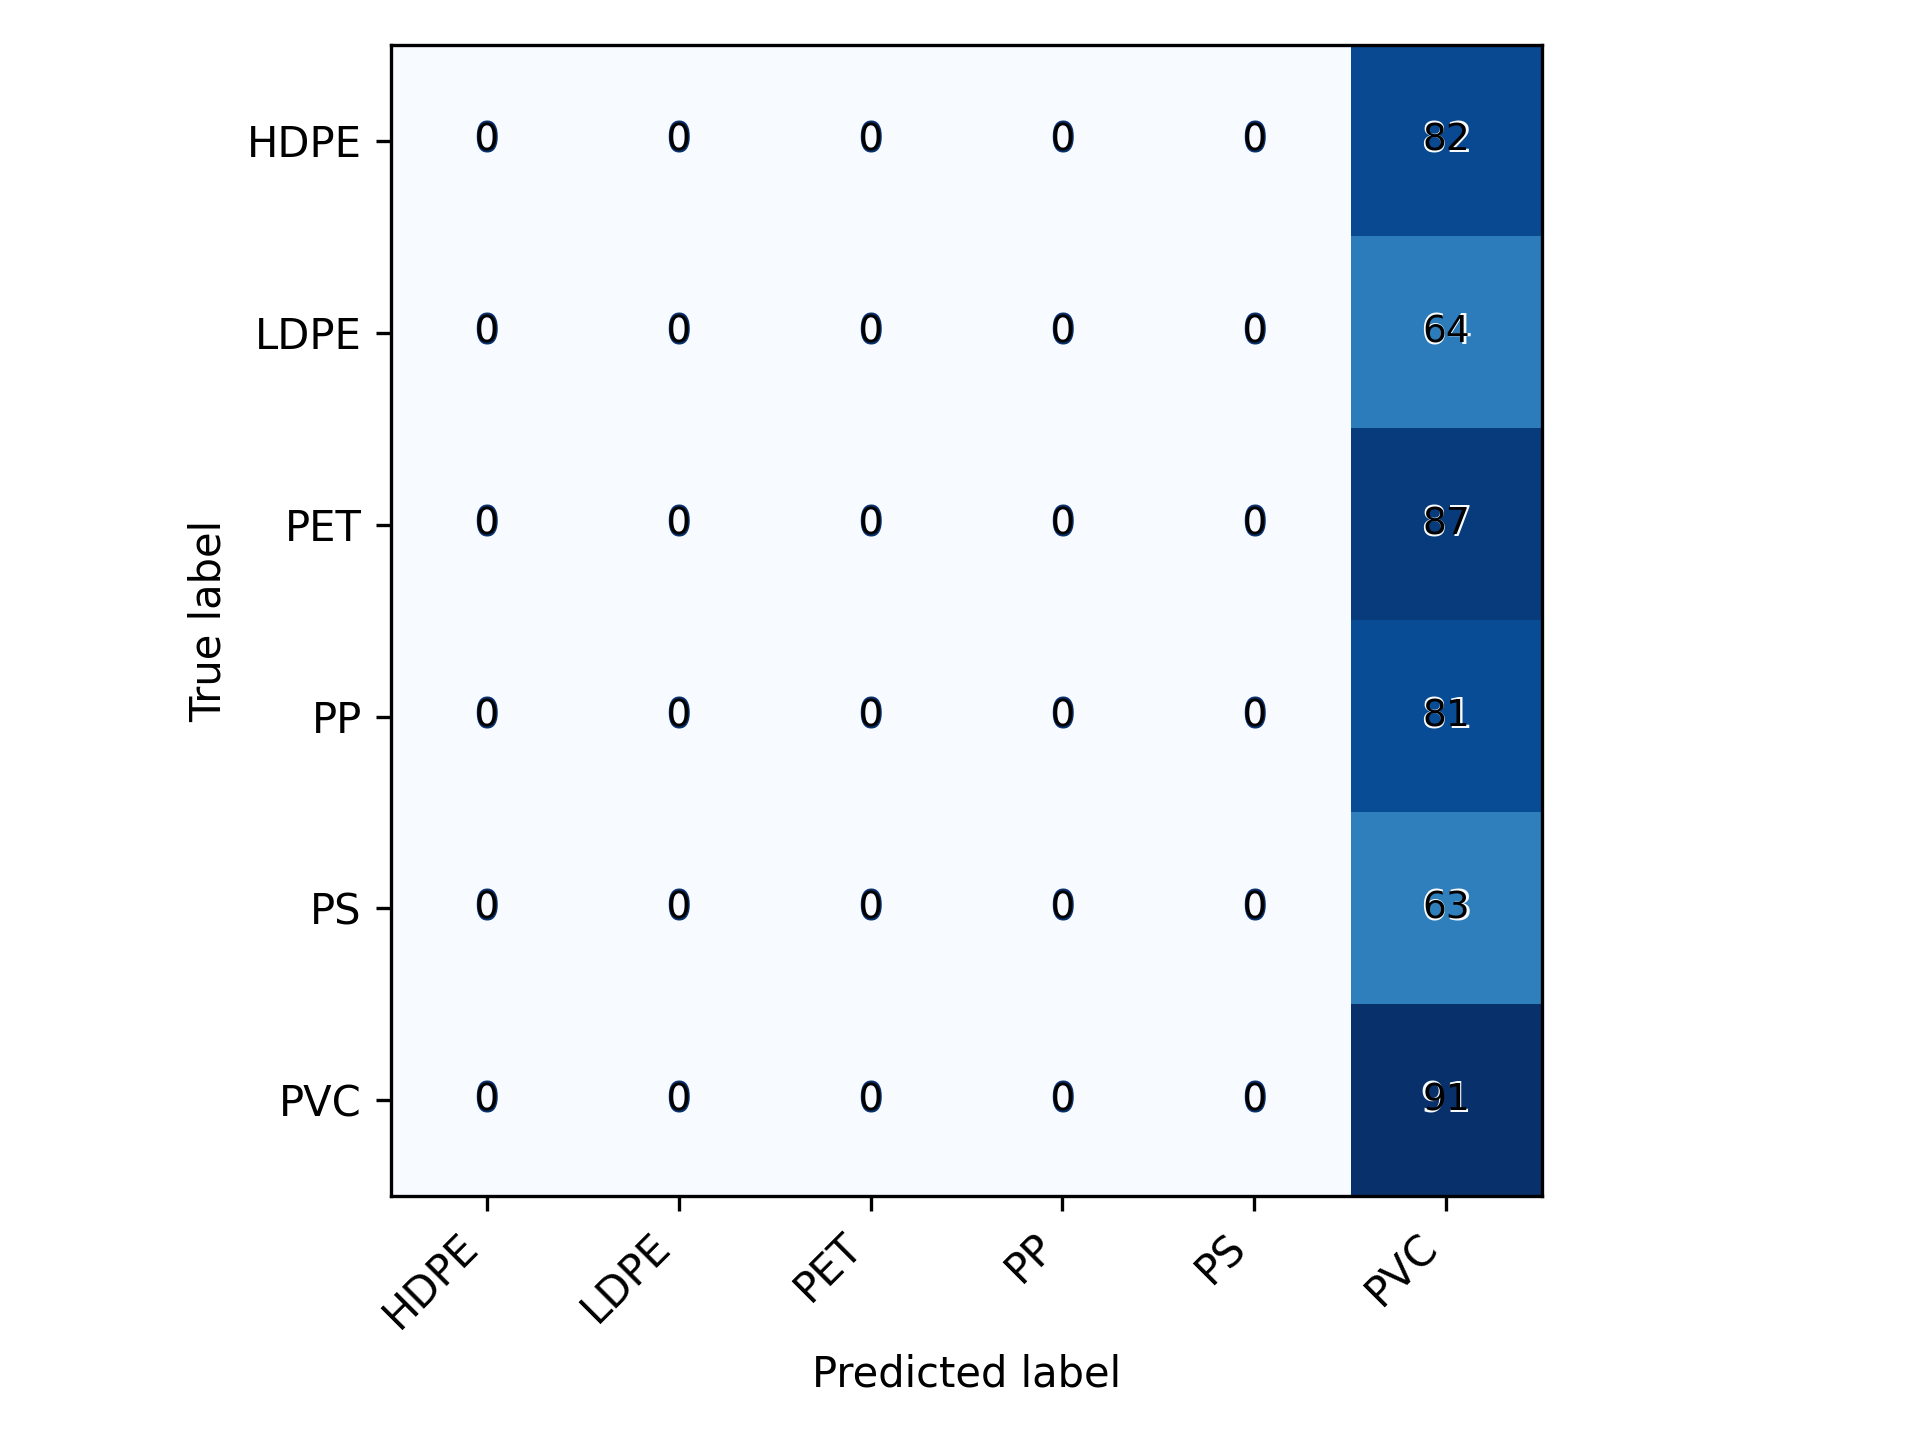 HDPE 0 0 0 0 0 82
LDPE 0 0 0 0 0 64
PET 0 0 0 0 0 87
PP 0 0 0 0 0 81
PS 0 0 0 0 0 63
PVC 0 0 0 0 0 91
True label
HDPE LDPE PET PP PS PVC
Predicted label